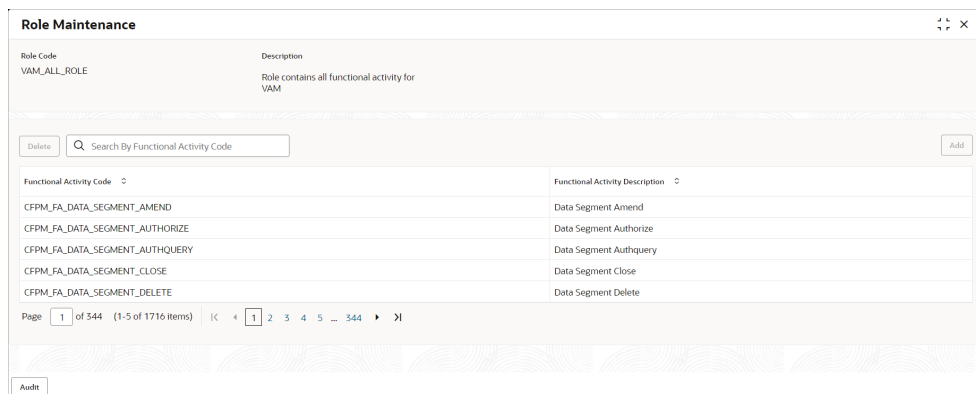 Role Maintenance
Role Code
Description
VAM_ALL_ROLE
Role contains all functional activity for
VAM
Delete
Search By Functional Activity Code
Add
Functional Activity Code
Functional Activity Description
CFPM_FA_DATA_SEGMENT_AMEND
Data Segment Amend
CFPM_FA_DATA_SEGMENT_AUTHORIZE
Data Segment Authorize
CFPM_FA_DATA_SEGMENT_AUTHQUERY
Data Segment Authquery
CFPM_FA_DATA_SEGMENT_CLOSE
Data Segment Close
CFPM_FA_DATA_SEGMENT_DELETE
Data Segment Delete
Page 1 of 344 (1-5 of 1716 items) 1 2 3 4 5 ... 344
Audit